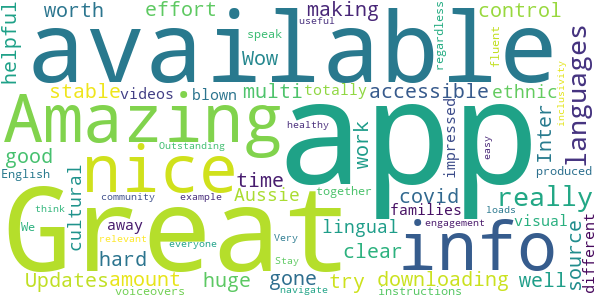 worth
effort
making
control
helpful
available
Wow
speak
useful
regardless
fluent
inclusivity
languages
stable
videos
blown
multi
totally
accessible
ethnic
Amazing
app
healthy
impressed
Inter
good
Outstanding
work
easy
English
nice
time
Aussie
together
families
really
produced
cultural
We
community
example
lingual
visual
source
different
Great
info
think
away
clear
engagement
loads
relevant
everyone
Very
hard
Stay
Updates
amount
huge
gone
try
downloading
well
voiceovers
navigate
instructions
covid